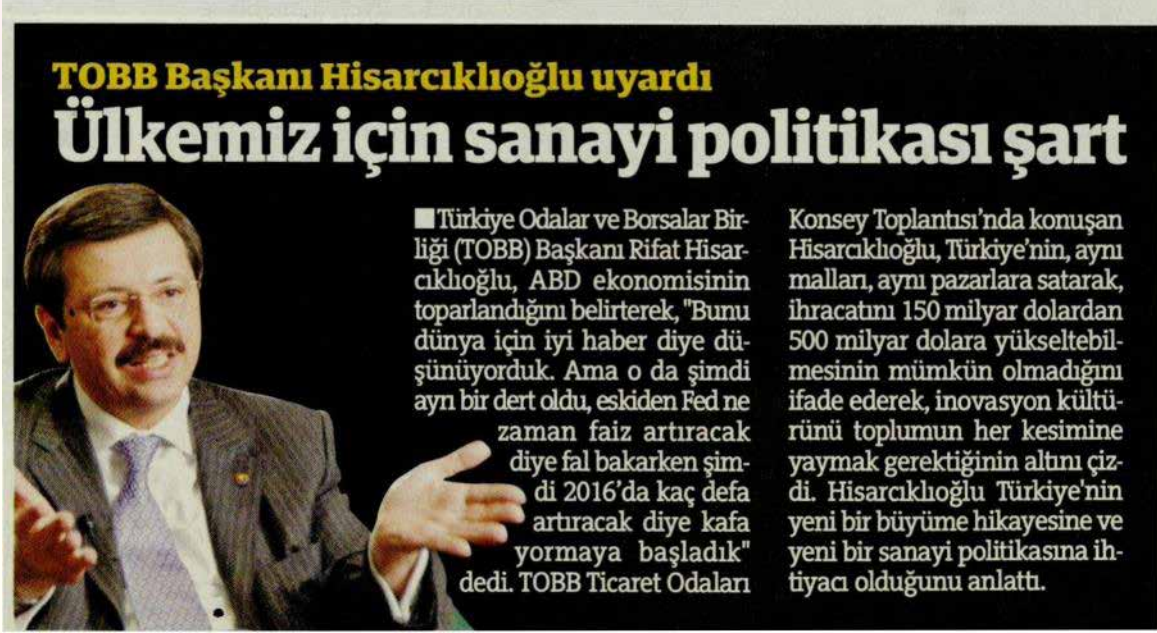 TOBB Başkanı Hisarcıklıoğlu uyardı
Ülkemiz için sanayi politikası şart
■ Türkiye Odalar ve Borsalar Bir-
liği (TOBB) Başkanı Rifat Hisar-
cıklıoğlu, ABD ekonomisinin
toparlandığını belirterek, "Bunu
dünya için iyi haber diye dü-
şünüyorduk. Ama o da şimdi
ayrı bir dert oldu, eskiden Fed ne
zaman faiz artıracak
diye fal bakarken şim-
di 2016'da kaç defa
artıracak diye kafa
yormaya başladık"
dedi. TOBB Ticaret Odaları
Konsey Toplantısı'nda konuşan
Hisarcıklıoğlu, Türkiye'nin, aynı
malları, aynı pazarlara satarak,
ihracatını 150 milyar dolardan
500 milyar dolara yükseltebil-
mesinin mümkün olmadığını
ifade ederek, inovasyon kültü-
rünü toplumun her kesimine
yaymak gerektiğinin altını çiz-
di. Hisarcıklıoğlu Türkiye'nin
yeni bir büyüme hikayesine ve
yeni bir sanayi politikasına ih-
tiyacı olduğunu anlattı.